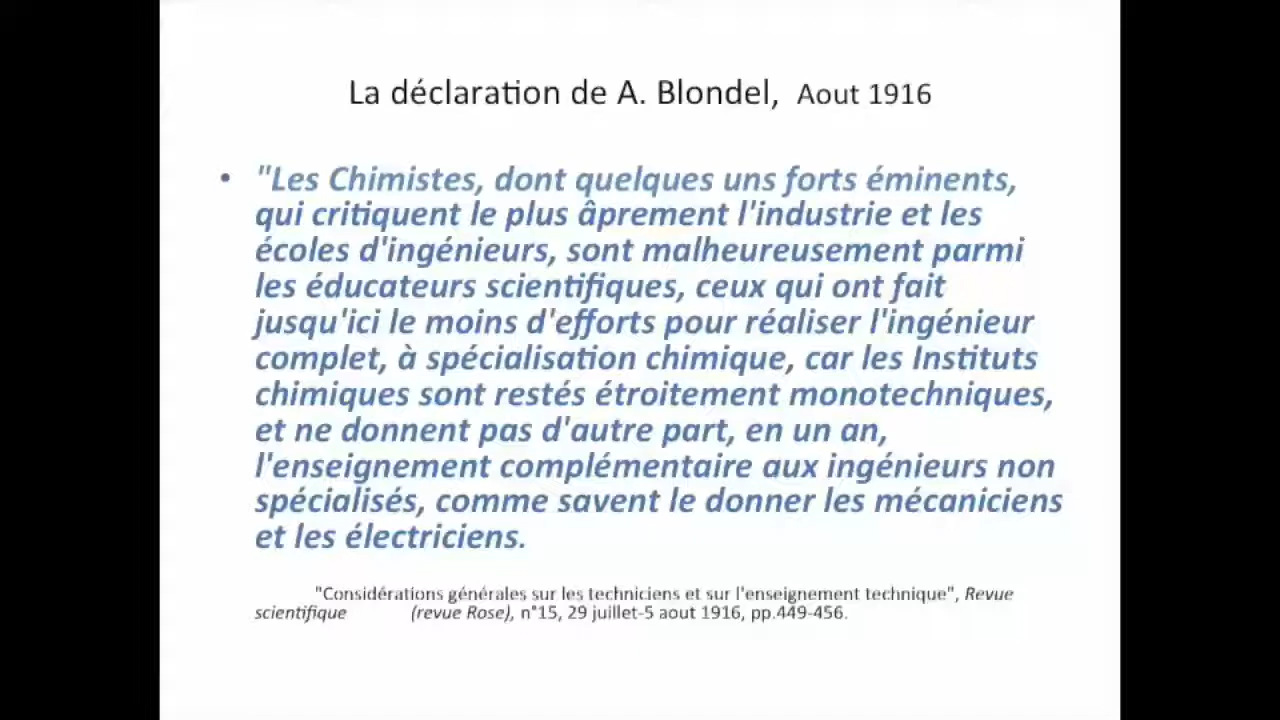 La déclaration de A. Blondel, Aout 1916
• "Les Chimistes, dont quelques uns forts éminents,
qui critiquent le plus âprement l'industrie et les
écoles d'ingénieurs, sont malheureusement parmi
les éducateurs scientifiques, ceux qui ont fait
jusqu'ici le moins d'efforts pour réaliser l'ingénieur
complet, à spécialisation chimique, car les Instituts
chimiques sont restés étroitement monotechniques,
et ne donnent pas d'autre part, en un an,
l'enseignement complémentaire aux ingénieurs non
spécialisés, comme savent le donner les mécaniciens
et les électriciens.
"Considérations générales sur les techniciens et sur l'enseignement technique", Revue
scientifique (revue Rose), n°15, 29 juillet-5 aout 1916, pp.449-456.